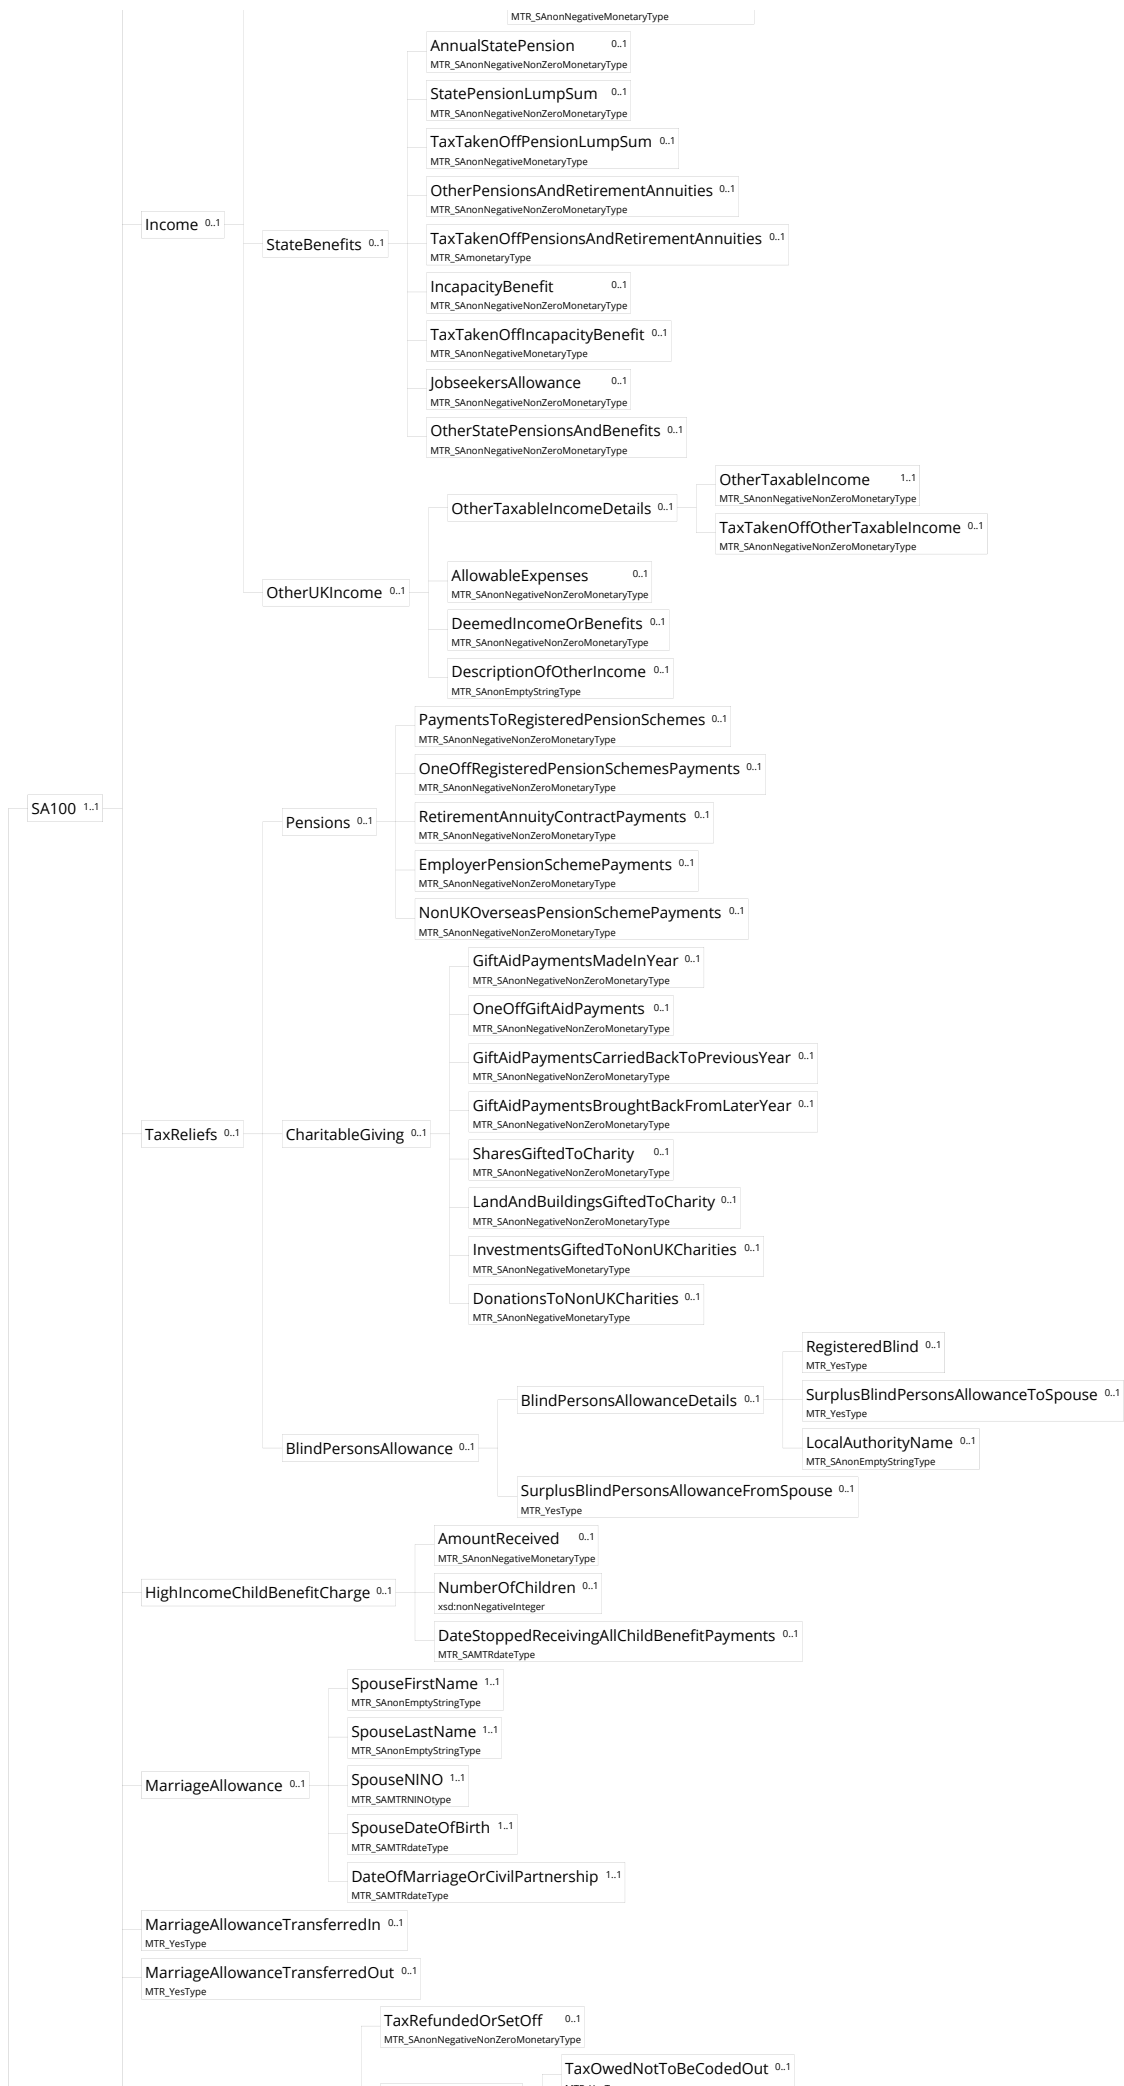 MTR_SAnonNegativeMonetaryType
AnnualStatePension 0..1
MTR_SAnonNegativeNonZeroMonetaryType
StatePensionLumpSum 0..1
MTR_SAnonNegativeNonZeroMonetaryType
TaxTakenOffPensionLumpSum 0..1
MTR_SAnonNegativeMonetaryType
OtherPensionsAndRetirementAnnuities 0..1
MTR_SAnonNegativeNonZeroMonetaryType
Income 0..1
StateBenefits 0..1
TaxTakenOffPensionsAndRetirementAnnuities 0..1
MTR_SAmonetaryType
IncapacityBenefit 0..1
MTR_SAnonNegativeNonZeroMonetaryType
TaxTakenOffIncapacityBenefit 0..1
MTR_SAnonNegativeMonetaryType
JobseekersAllowance 0..1
MTR_SAnonNegativeNonZeroMonetaryType
OtherStatePensionsAndBenefits 0..1
MTR_SAnonNegativeNonZeroMonetaryType
OtherTaxableIncomeDetails 0..1
OtherTaxableIncome 1..1
MTR_SAnonNegativeNonZeroMonetaryType
TaxTakenOffOtherTaxableIncome 0..1
MTR_SAnonNegativeNonZeroMonetaryType
OtherUKIncome 0..1
AllowableExpenses 0..1
MTR_SAnonNegativeNonZeroMonetaryType
DeemedIncomeOrBenefits 0..1
MTR_SAnonNegativeNonZeroMonetaryType
DescriptionOfOtherIncome 0..1
MTR_SAnonEmptyStringType
PaymentsToRegisteredPensionSchemes 0..1
MTR_SAnonNegativeNonZeroMonetaryType
OneOffRegisteredPensionSchemesPayments 0..1
MTR_SAnonNegativeNonZeroMonetaryType
SA100 1..1
Pensions 0..1
RetirementAnnuityContractPayments 0..1
MTR_SAnonNegativeNonZeroMonetaryType
EmployerPensionSchemePayments 0..1
MTR_SAnonNegativeNonZeroMonetaryType
NonUKOverseasPensionSchemePayments 0..1
MTR_SAnonNegativeNonZeroMonetaryType
GiftAidPaymentsMadeInYear 0..1
MTR_SAnonNegativeNonZeroMonetaryType
OneOffGiftAidPayments 0..1
MTR_SAnonNegativeNonZeroMonetaryType
GiftAidPaymentsCarriedBackToPreviousYear 0..1
MTR_SAnonNegativeNonZeroMonetaryType
GiftAidPaymentsBroughtBackFromLaterYear 0..1
MTR_SAnonNegativeNonZeroMonetaryType
TaxReliefs 0..1
CharitableGiving 0..1
SharesGiftedToCharity 0..1
MTR_SAnonNegativeNonZeroMonetaryType
LandAndBuildingsGiftedToCharity 0..1
MTR_SAnonNegativeNonZeroMonetaryType
InvestmentsGiftedToNonUKCharities 0..1
MTR_SAnonNegativeMonetaryType
DonationsToNonUKCharities 0..1
MTR_SAnonNegativeMonetaryType
BlindPersonsAllowance 0..1
BlindPersonsAllowanceDetails 0..1
RegisteredBlind 0..1
MTR_YesType
SurplusBlindPersonsAllowanceToSpouse 0..1
MTR_YesType
LocalAuthorityName 0..1
MTR_SAnonEmptyStringType
SurplusBlindPersonsAllowanceFromSpouse 0..1
MTR_YesType
HighIncomeChildBenefitCharge 0..1
AmountReceived 0..1
MTR_SAnonNegativeMonetaryType
NumberOfChildren 0..1
xsd:nonNegativeInteger
DateStoppedReceivingAllChildBenefitPayments 0..1
MTR_SAMTRdateType
MarriageAllowance 0..1
SpouseFirstName 1..1
MTR_SAnonEmptyStringType
SpouseLastName 1..1
MTR_SAnonEmptyStringType
SpouseNINO 1..1
MTR_SAMTRNINOtype
SpouseDateOfBirth 1..1
MTR_SAMTRdateType
DateOfMarriageOrCivilPartnership 1..1
MTR_SAMTRdateType
MarriageAllowanceTransferredIn 0..1
MTR_YesType
MarriageAllowanceTransferredOut 0..1
MTR_YesType
TaxRefundedOrSetOff 0..1
MTR_SAnonNegativeNonZeroMonetaryType
TaxOwedNotToBeCodedOut 0..1